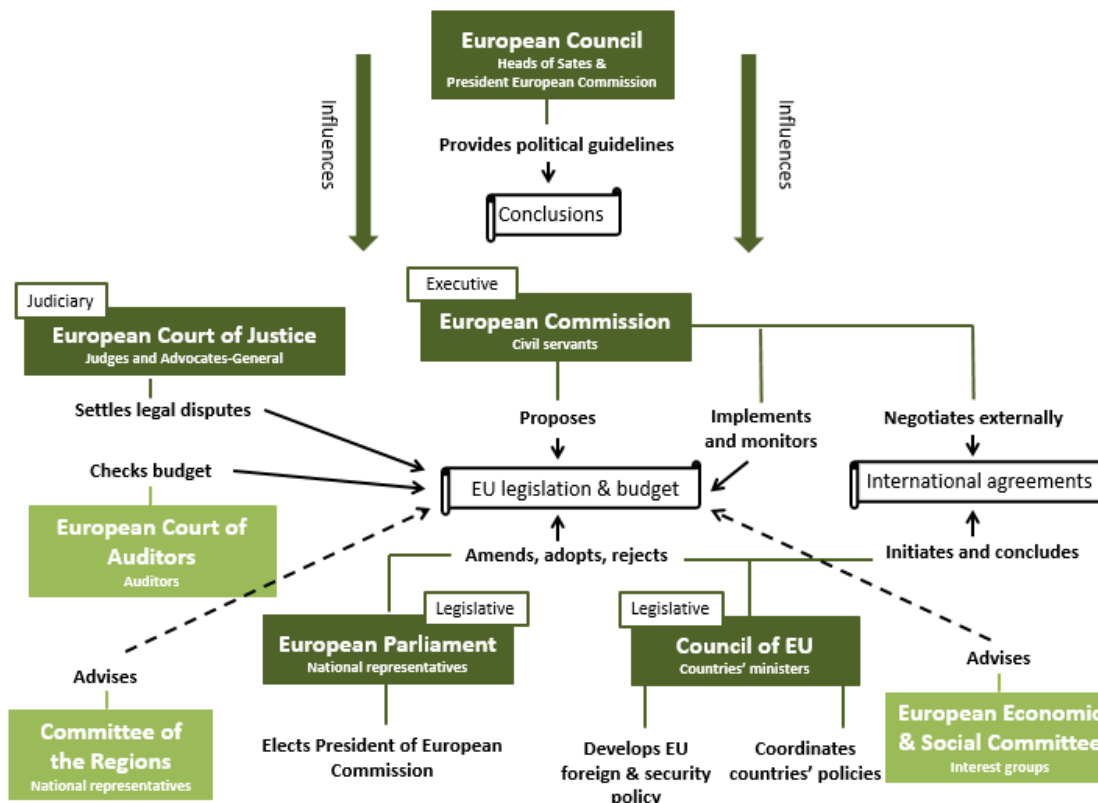 European Council
Heads of Sates &
President European Commission
Influences
Influences
Provides political guidelines
Conclusions
Judiciary
European Court of Justice
Judges and Advocates-General
Executive
European Commission
Civil servants
Settles legal disputes
Proposes
Implements
and monitors
Negotiates externally
Checks budget
EU legislation & budget
International agreements
European Court of
Auditors
Auditors
Amends, adopts, rejects
Initiates and concludes
Legislative
European Parliament
National representatives
Legislative
Council of EU
Countries' ministers
Advises
Advises
Committee of
the Regions
National representatives
Elects President of European
Commission
Develops EU
foreign & security
policy
Coordinates
countries' policies
European Economic
& Social Committee
Interest groups